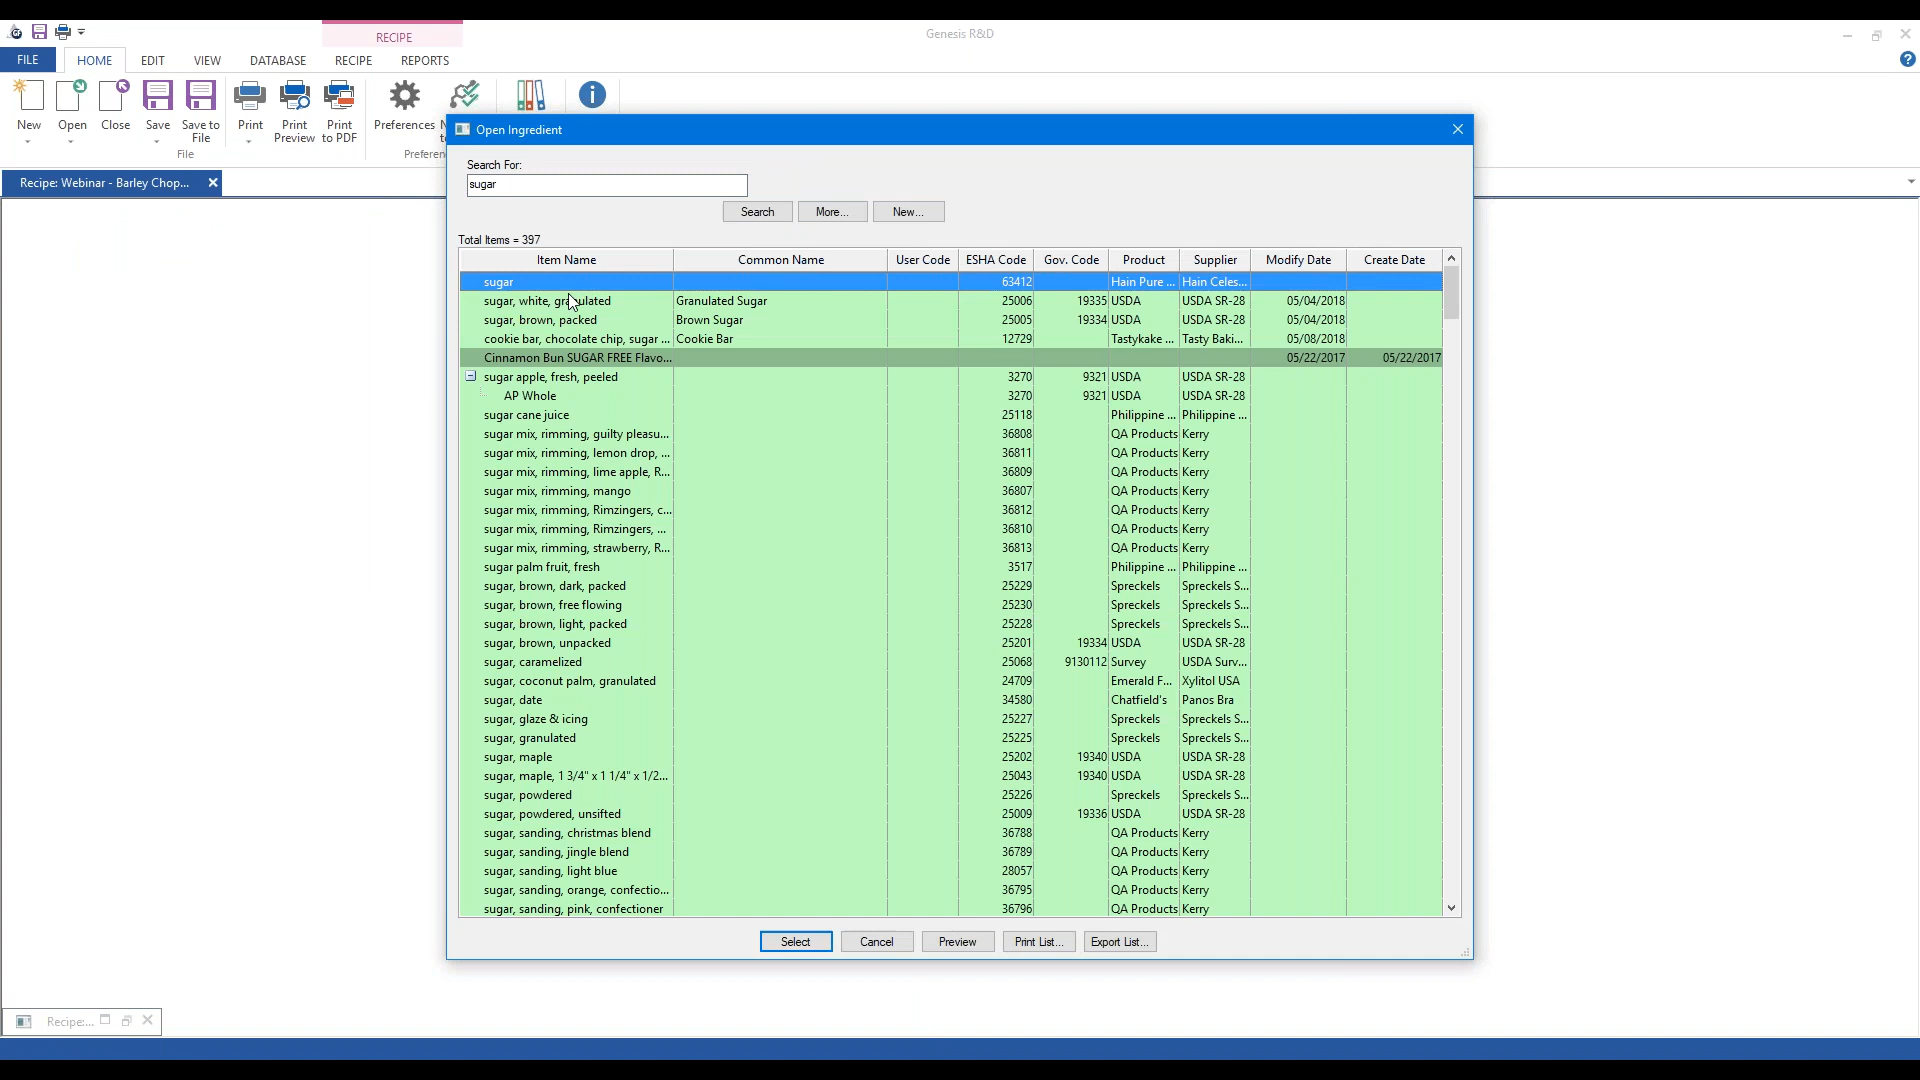 RECIPE
Genesis R&D
FILE HOME EDIT VIEW DATABASE RECIPE REPORTS
New Open Close Save Save to File Print Print Preview Print to PDF Preferences
File
Recipe: Webinar - Barley Chop...
Open Ingredient
Search For:
sugar
Search More... New...
Total Items = 397
Item Name Common Name User Code ESHA Code Gov. Code Product Supplier Modify Date Create Date
sugar 63412 Hain Pure ... Hain Celes...
sugar, white, granulated Granulated Sugar 25006 19335 USDA USDA SR-28 05/04/2018
sugar, brown, packed Brown Sugar 25005 19334 USDA USDA SR-28 05/04/2018
cookie bar, chocolate chip, sugar ... Cookie Bar 12729 Tastykake ... Tasty Baki... 05/08/2018
Cinnamon Bun SUGAR FREE Flavo... 05/22/2017 05/22/2017
sugar apple, fresh, peeled 3270 9321 USDA USDA SR-28
AP Whole 3270 9321 USDA USDA SR-28
sugar cane juice 25118 Philippine ... Philippine ...
sugar mix, rimming, guilty pleasu... 36808 QA Products Kerry
sugar mix, rimming, lemon drop, ... 36811 QA Products Kerry
sugar mix, rimming, lime apple, R... 36809 QA Products Kerry
sugar mix, rimming, mango 36807 QA Products Kerry
sugar mix, rimming, Rimzingers, c... 36812 QA Products Kerry
sugar mix, rimming, Rimzingers, ... 36810 QA Products Kerry
sugar mix, rimming, strawberry, R... 36813 QA Products Kerry
sugar palm fruit, fresh 3517 Philippine ... Philippine ...
sugar, brown, dark, packed 25229 Spreckels Spreckels S...
sugar, brown, free flowing 25230 Spreckels Spreckels S...
sugar, brown, light, packed 25228 Spreckels Spreckels S...
sugar, brown, unpacked 25201 19334 USDA USDA SR-28
sugar, caramelized 25068 9130112 Survey USDA Surv...
sugar, coconut palm, granulated 24709 Emerald F... Xylitol USA
sugar, date 34580 Chatfield's Panos Bra
sugar, glaze & icing 25227 Spreckels Spreckels S...
sugar, granulated 25225 Spreckels Spreckels S...
sugar, maple 25202 19340 USDA USDA SR-28
sugar, maple, 1 3/4" x 1 1/4" x 1/2... 25043 19340 USDA USDA SR-28
sugar, powdered 25226 Spreckels Spreckels S...
sugar, powdered, unsifted 25009 19336 USDA USDA SR-28
sugar, sanding, christmas blend 36788 QA Products Kerry
sugar, sanding, jingle blend 36789 QA Products Kerry
sugar, sanding, light blue 28057 QA Products Kerry
sugar, sanding, orange, confectio... 36795 QA Products Kerry
sugar, sanding, pink, confectioner 36796 QA Products Kerry
Select Cancel Preview Print List... Export List...
Recipe:...